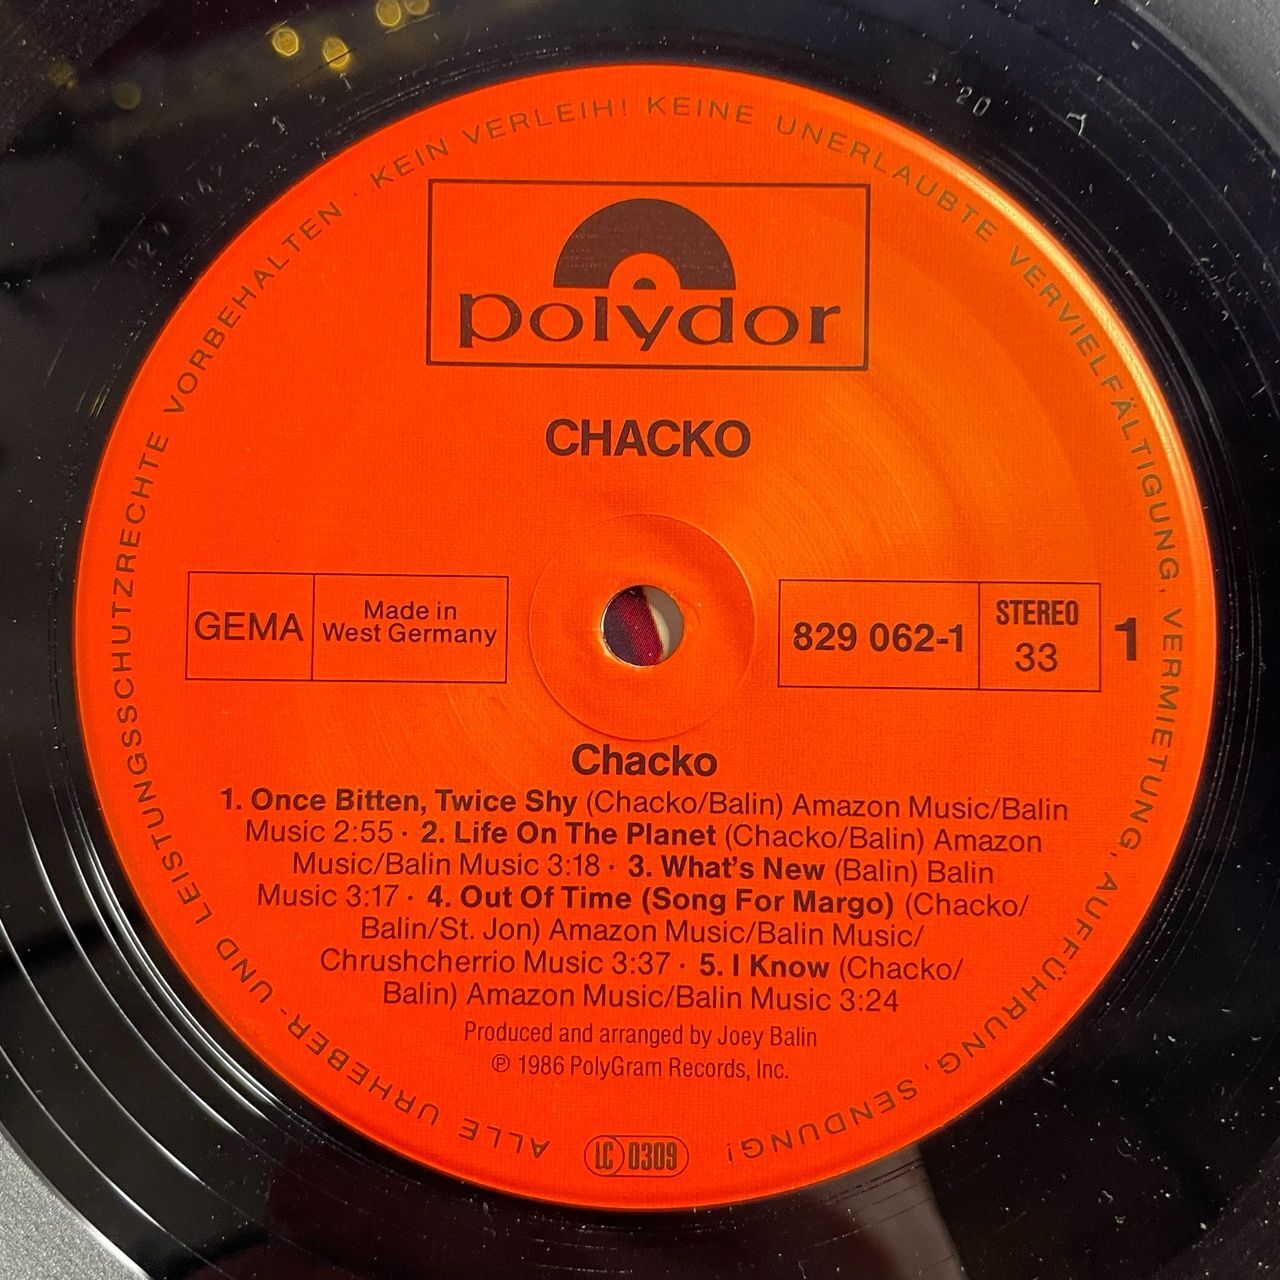 ALLE URHEBER- UND LEISTUNGSSCHUTZRECHTE VORBEHALTEN · KEIN VERLEIH! KEINE UNERLAUBTE VERVIELFÄLTIGUNG, VERMIETUNG, AUFFÜHRUNG, SENDUNG!
polydor
CHACKO
GEMA
Made in
West Germany
829 062-1
STEREO
33
1
Chacko
1. Once Bitten, Twice Shy (Chacko/Balin) Amazon Music/Balin
Music 2:55 · 2. Life On The Planet (Chacko/Balin) Amazon
Music/Balin Music 3:18 · 3. What's New (Balin) Balin
Music 3:17 · 4. Out Of Time (Song For Margo) (Chacko/
Balin/St. Jon) Amazon Music/Balin Music/
Chrushcherrio Music 3:37 · 5. I Know (Chacko/
Balin) Amazon Music/Balin Music 3:24
Produced and arranged by Joey Balin
℗ 1986 PolyGram Records, Inc.
LC 0309